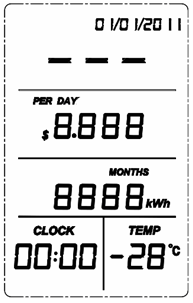 01/01/2011
— — —
PER DAY
$ 8.888
MONTHS
8888 kWh
CLOCK TEMP
00:00 -28 °C